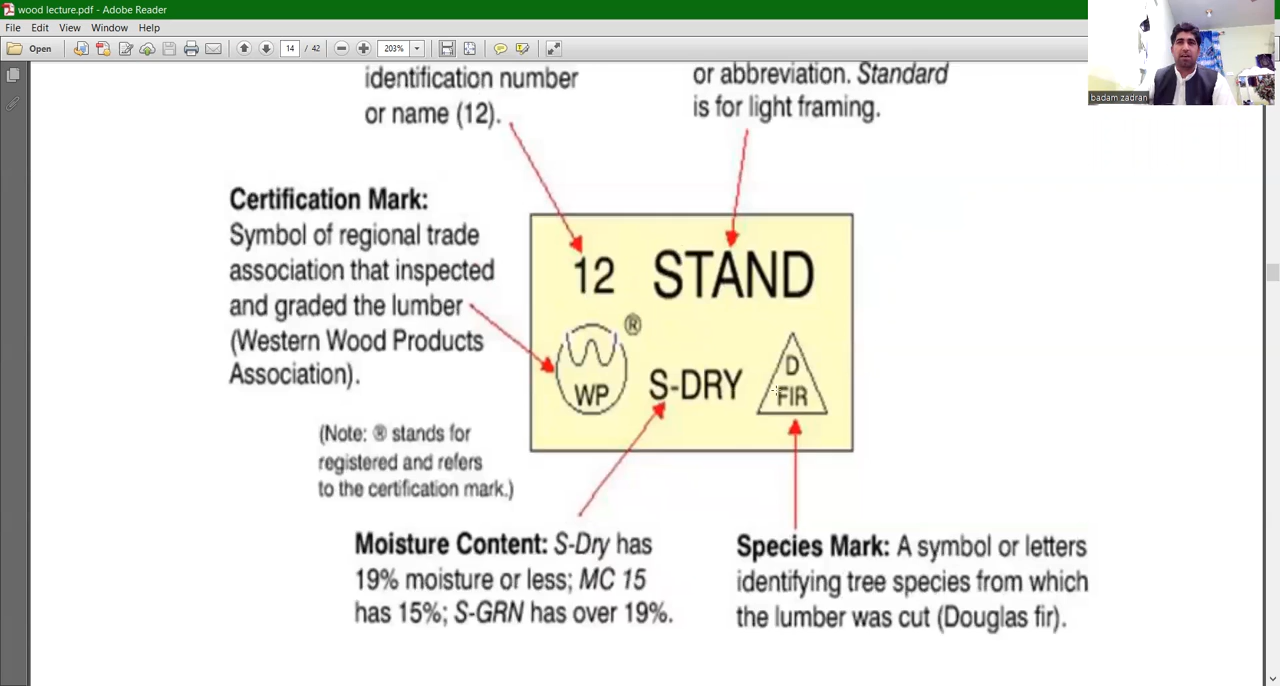 wood lecture.pdf - Adobe Reader
File Edit View Window Help
Open 14 / 42 203%
badam zadran
identification number
or name (12).
or abbreviation. Standard
is for light framing.
Certification Mark:
Symbol of regional trade
association that inspected
and graded the lumber
(Western Wood Products
Association).
(Note: ® stands for
registered and refers
to the certification mark.)
12 STAND
®
WP
S-DRY
D
FIR
Moisture Content: S-Dry has
19% moisture or less; MC 15
has 15%; S-GRN has over 19%.
Species Mark: A symbol or letters
identifying tree species from which
the lumber was cut (Douglas fir).